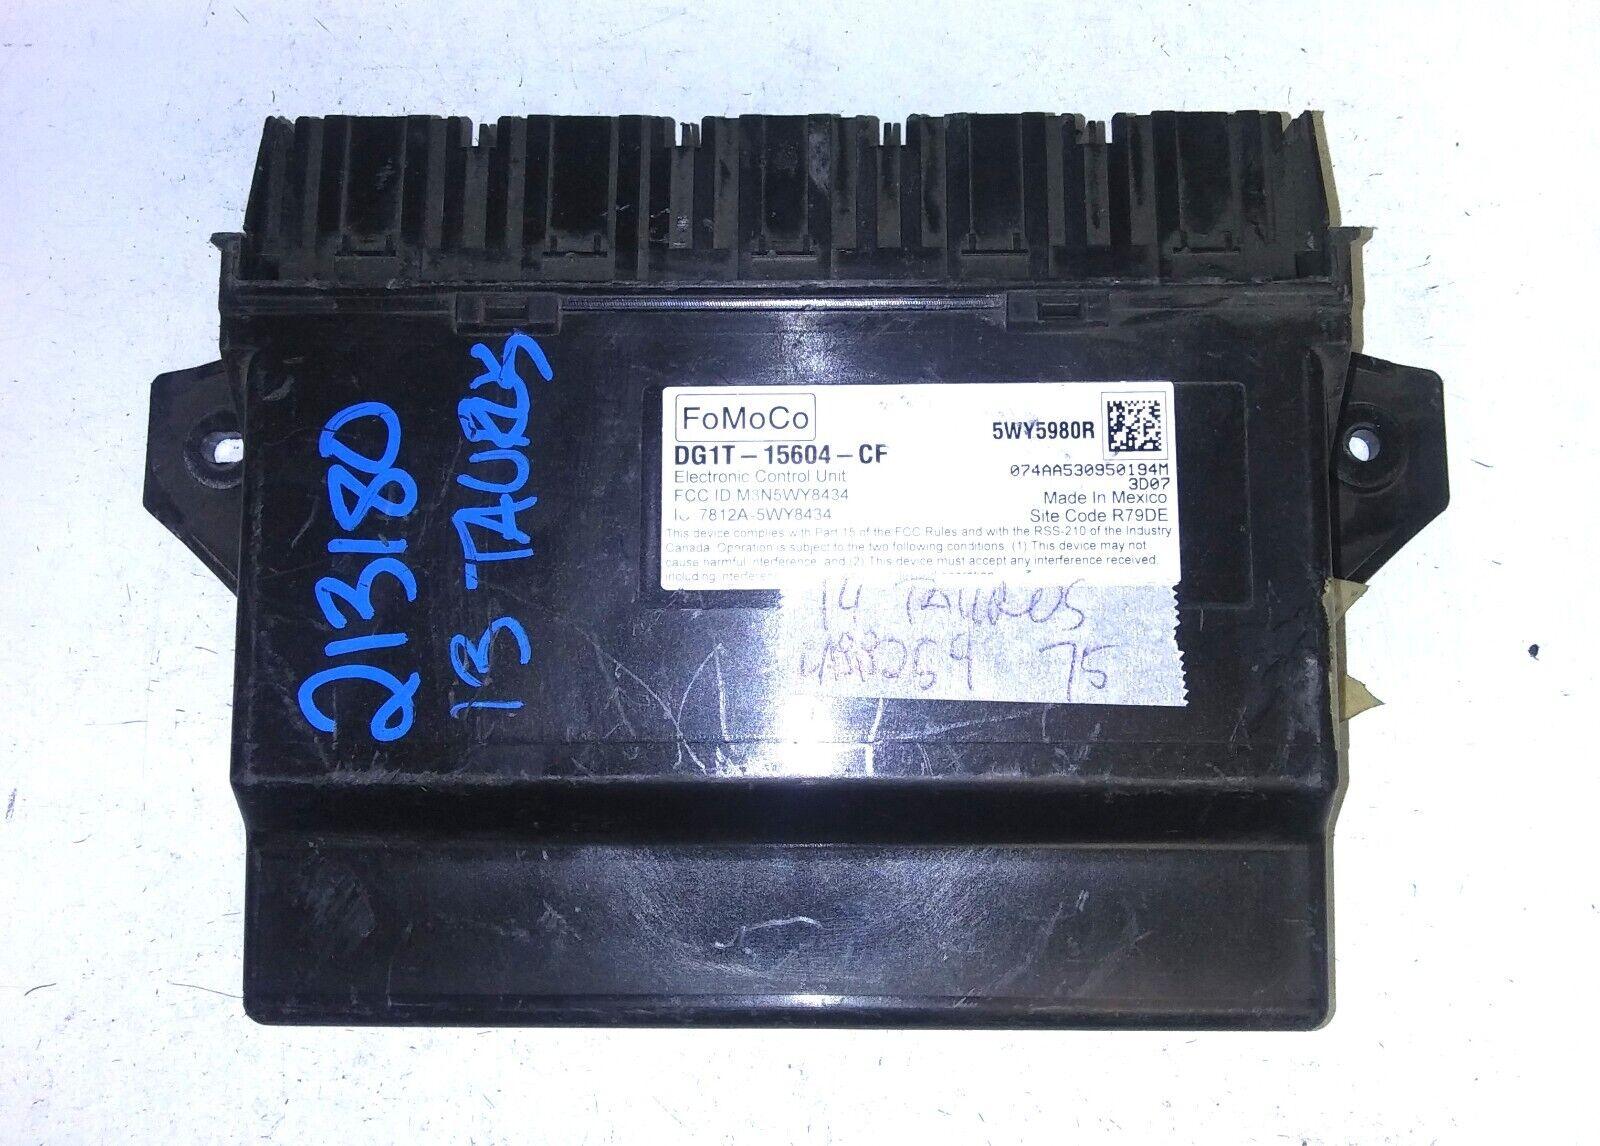 213180
13 TAURUS
FoMoCo
DG1T-15604-CF
Electronic Control Unit
FCC ID M3N5WY8434
IC 7812A-5WY8434
5WY5980R
074AA530950194M
3D07
Made In Mexico
Site Code R79DE
This device complies with Part 15 of the FCC Rules and with the RSS-210 of the Industry
Canada. Operation is subject to the two following conditions. (1) This device may not
cause harmful interference, and (2) This device must accept any interference received,
including operation
14 TAURUS
75